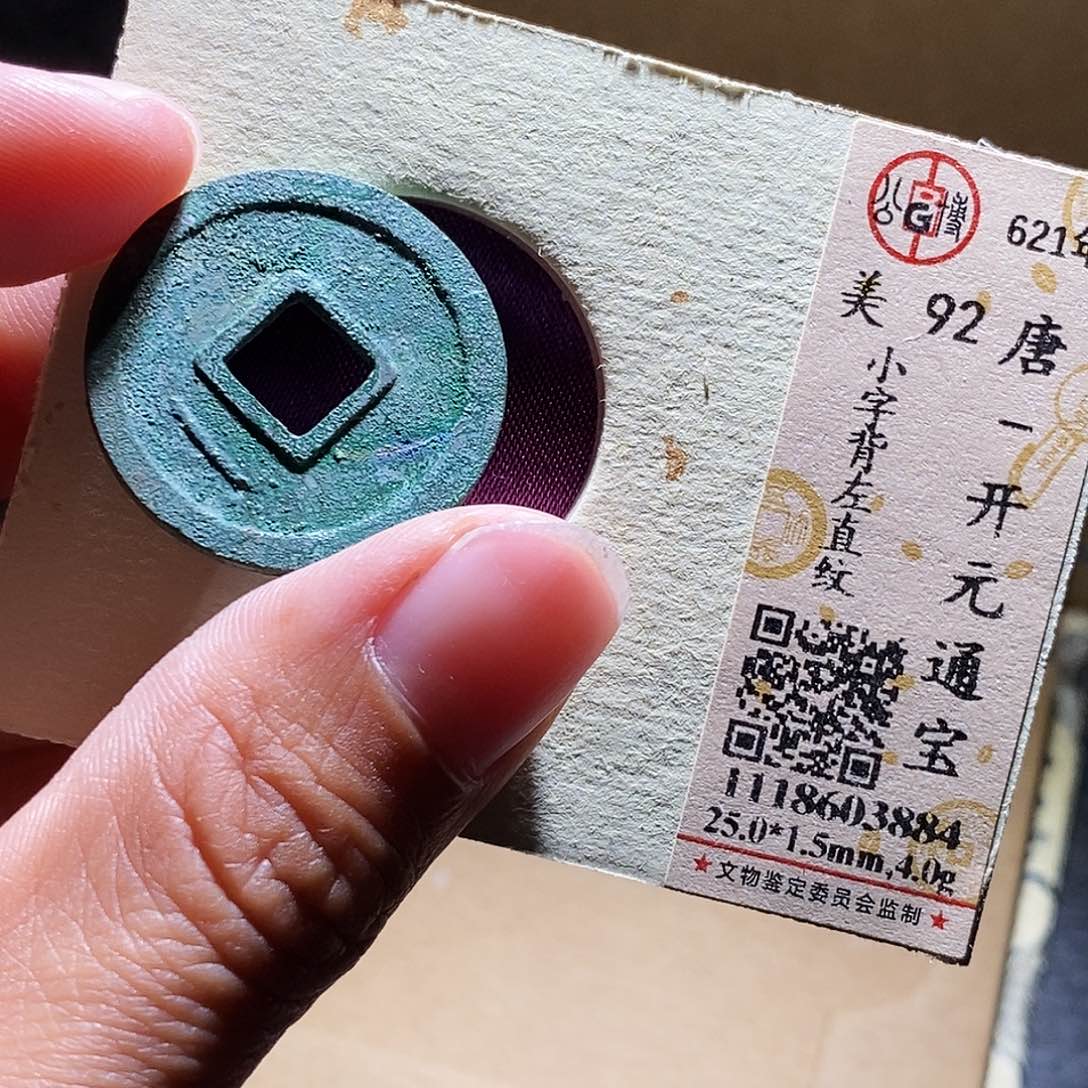 公 G 博
621年
美 92
唐一开元通宝
小字背左直纹
11118603884
25.0*1.5mm,4.0g
★文物鉴定委员会监制★